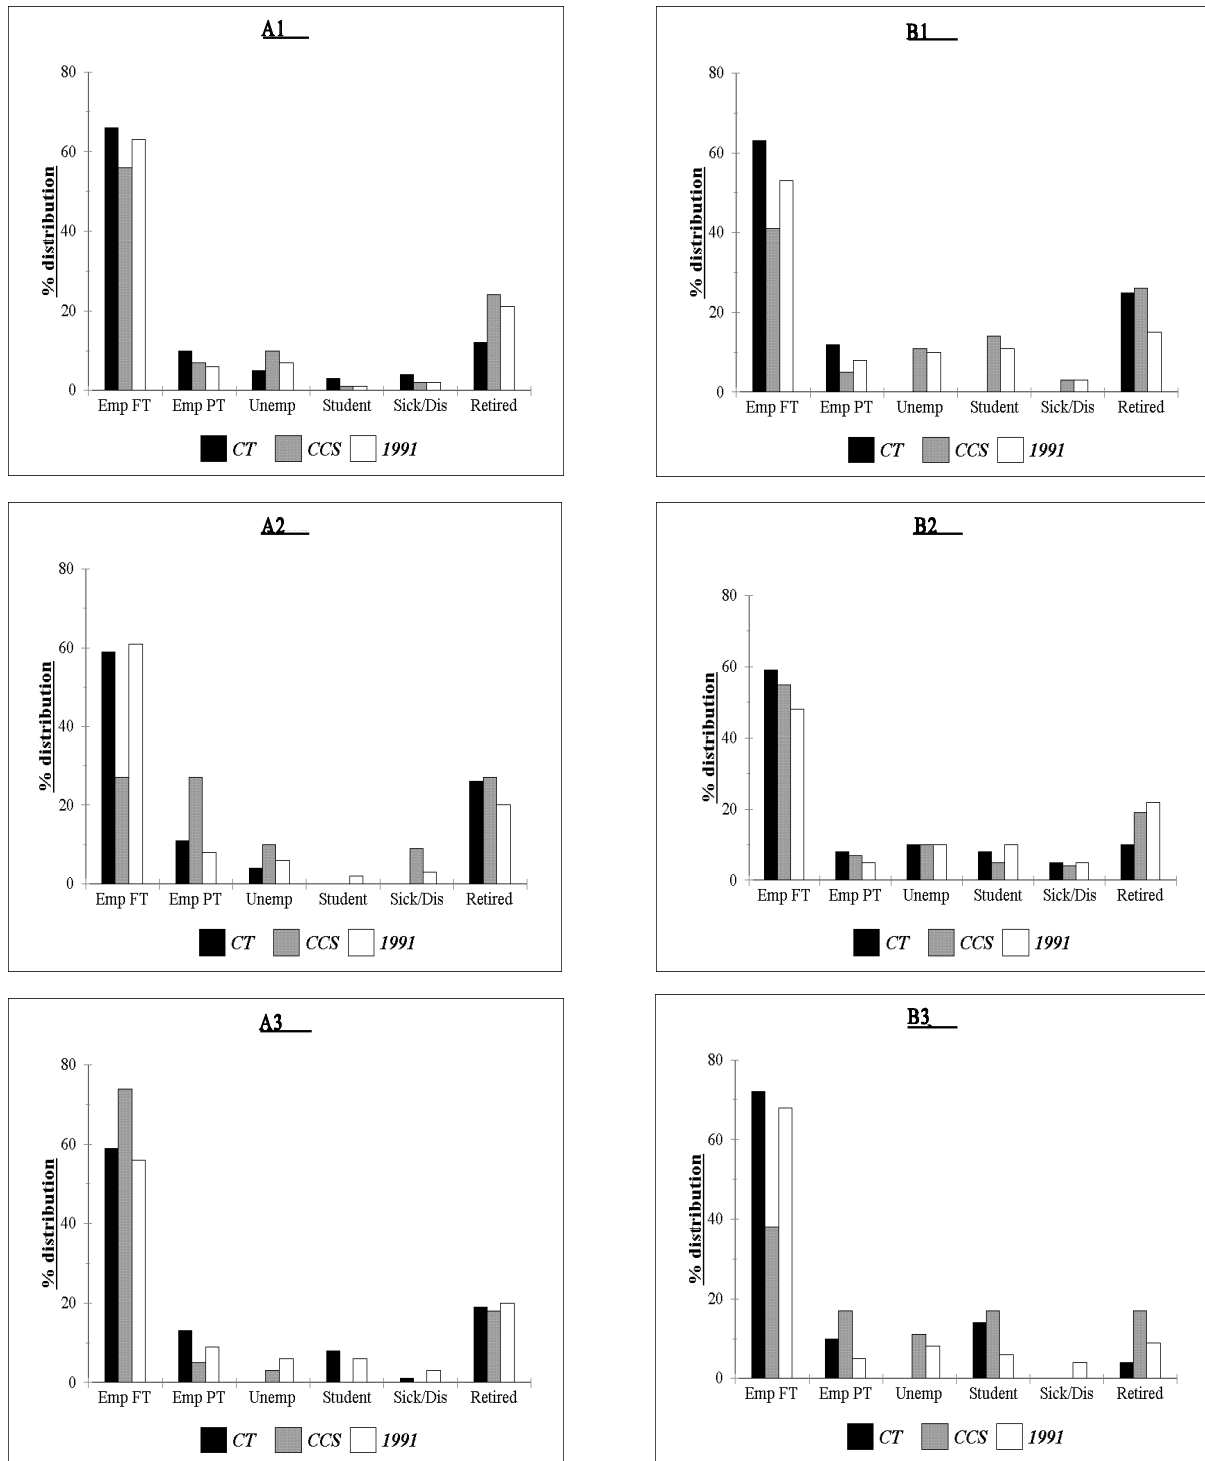 A1
% distribution
80
60
40
20
0
Emp FT Emp PT Unemp Student Sick/Dis Retired
CT CCS 1991
B1
% distribution
80
60
40
20
0
Emp FT Emp PT Unemp Student Sick/Dis Retired
CT CCS 1991
A2
% distribution
80
60
40
20
0
Emp FT Emp PT Unemp Student Sick/Dis Retired
CT CCS 1991
B2
% distribution
80
60
40
20
0
Emp FT Emp PT Unemp Student Sick/Dis Retired
CT CCS 1991
A3
% distribution
80
60
40
20
0
Emp FT Emp PT Unemp Student Sick/Dis Retired
CT CCS 1991
B3
% distribution
80
60
40
20
0
Emp FT Emp PT Unemp Student Sick/Dis Retired
CT CCS 1991